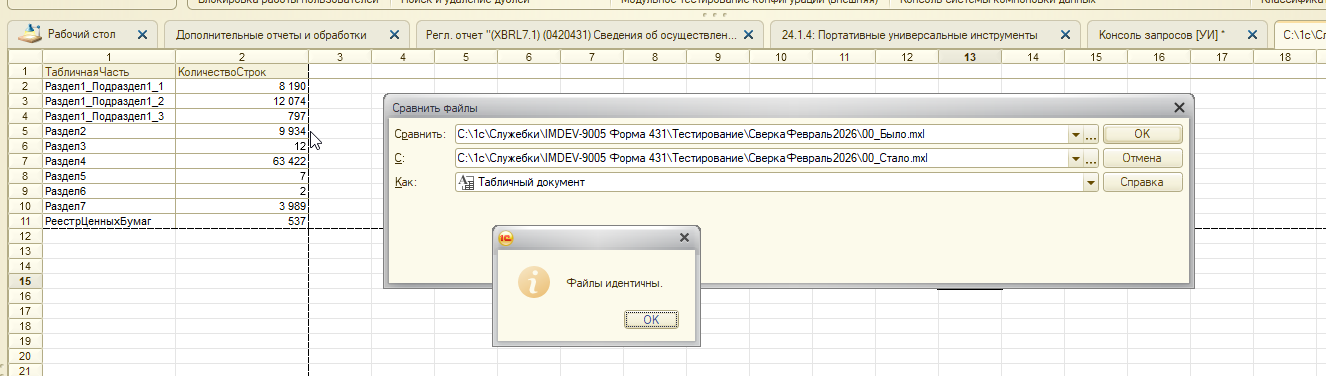 Блокировка работы пользователей Поиск и удаление дублей Модульное тестирование конфигурации (внешняя) Консоль системы компоновки данных Классификат
Рабочий стол Дополнительные отчеты и обработки Регл. отчет "(XBRL7.1) (0420431) Сведения об осуществлен... 24.1.4: Портативные универсальные инструменты Консоль запросов [УИ] * C:\1c\Сл
1 2 3 4 5 6 7 8 9 10 11 12 13 14 15 16 17 18
1 ТабличнаяЧасть КоличествоСтрок
2 Раздел1_Подраздел1_1 8 190
3 Раздел1_Подраздел1_2 12 074
4 Раздел1_Подраздел1_3 797
5 Раздел2 9 934
6 Раздел3 12
7 Раздел4 63 422
8 Раздел5 7
9 Раздел6 2
10 Раздел7 3 989
11 РеестрЦенныхБумаг 537
12
13
14
15
16
17
18
19
20
21
Сравнить файлы
Сравнить: C:\1c\Служебки\IMDEV-9005 Форма 431\Тестирование\СверкаФевраль2026\00_Было.mxl ... OK
С: C:\1c\Служебки\IMDEV-9005 Форма 431\Тестирование\СверкаФевраль2026\00_Стало.mxl ... Отмена
Как: Табличный документ Справка
Файлы идентичны.
OK